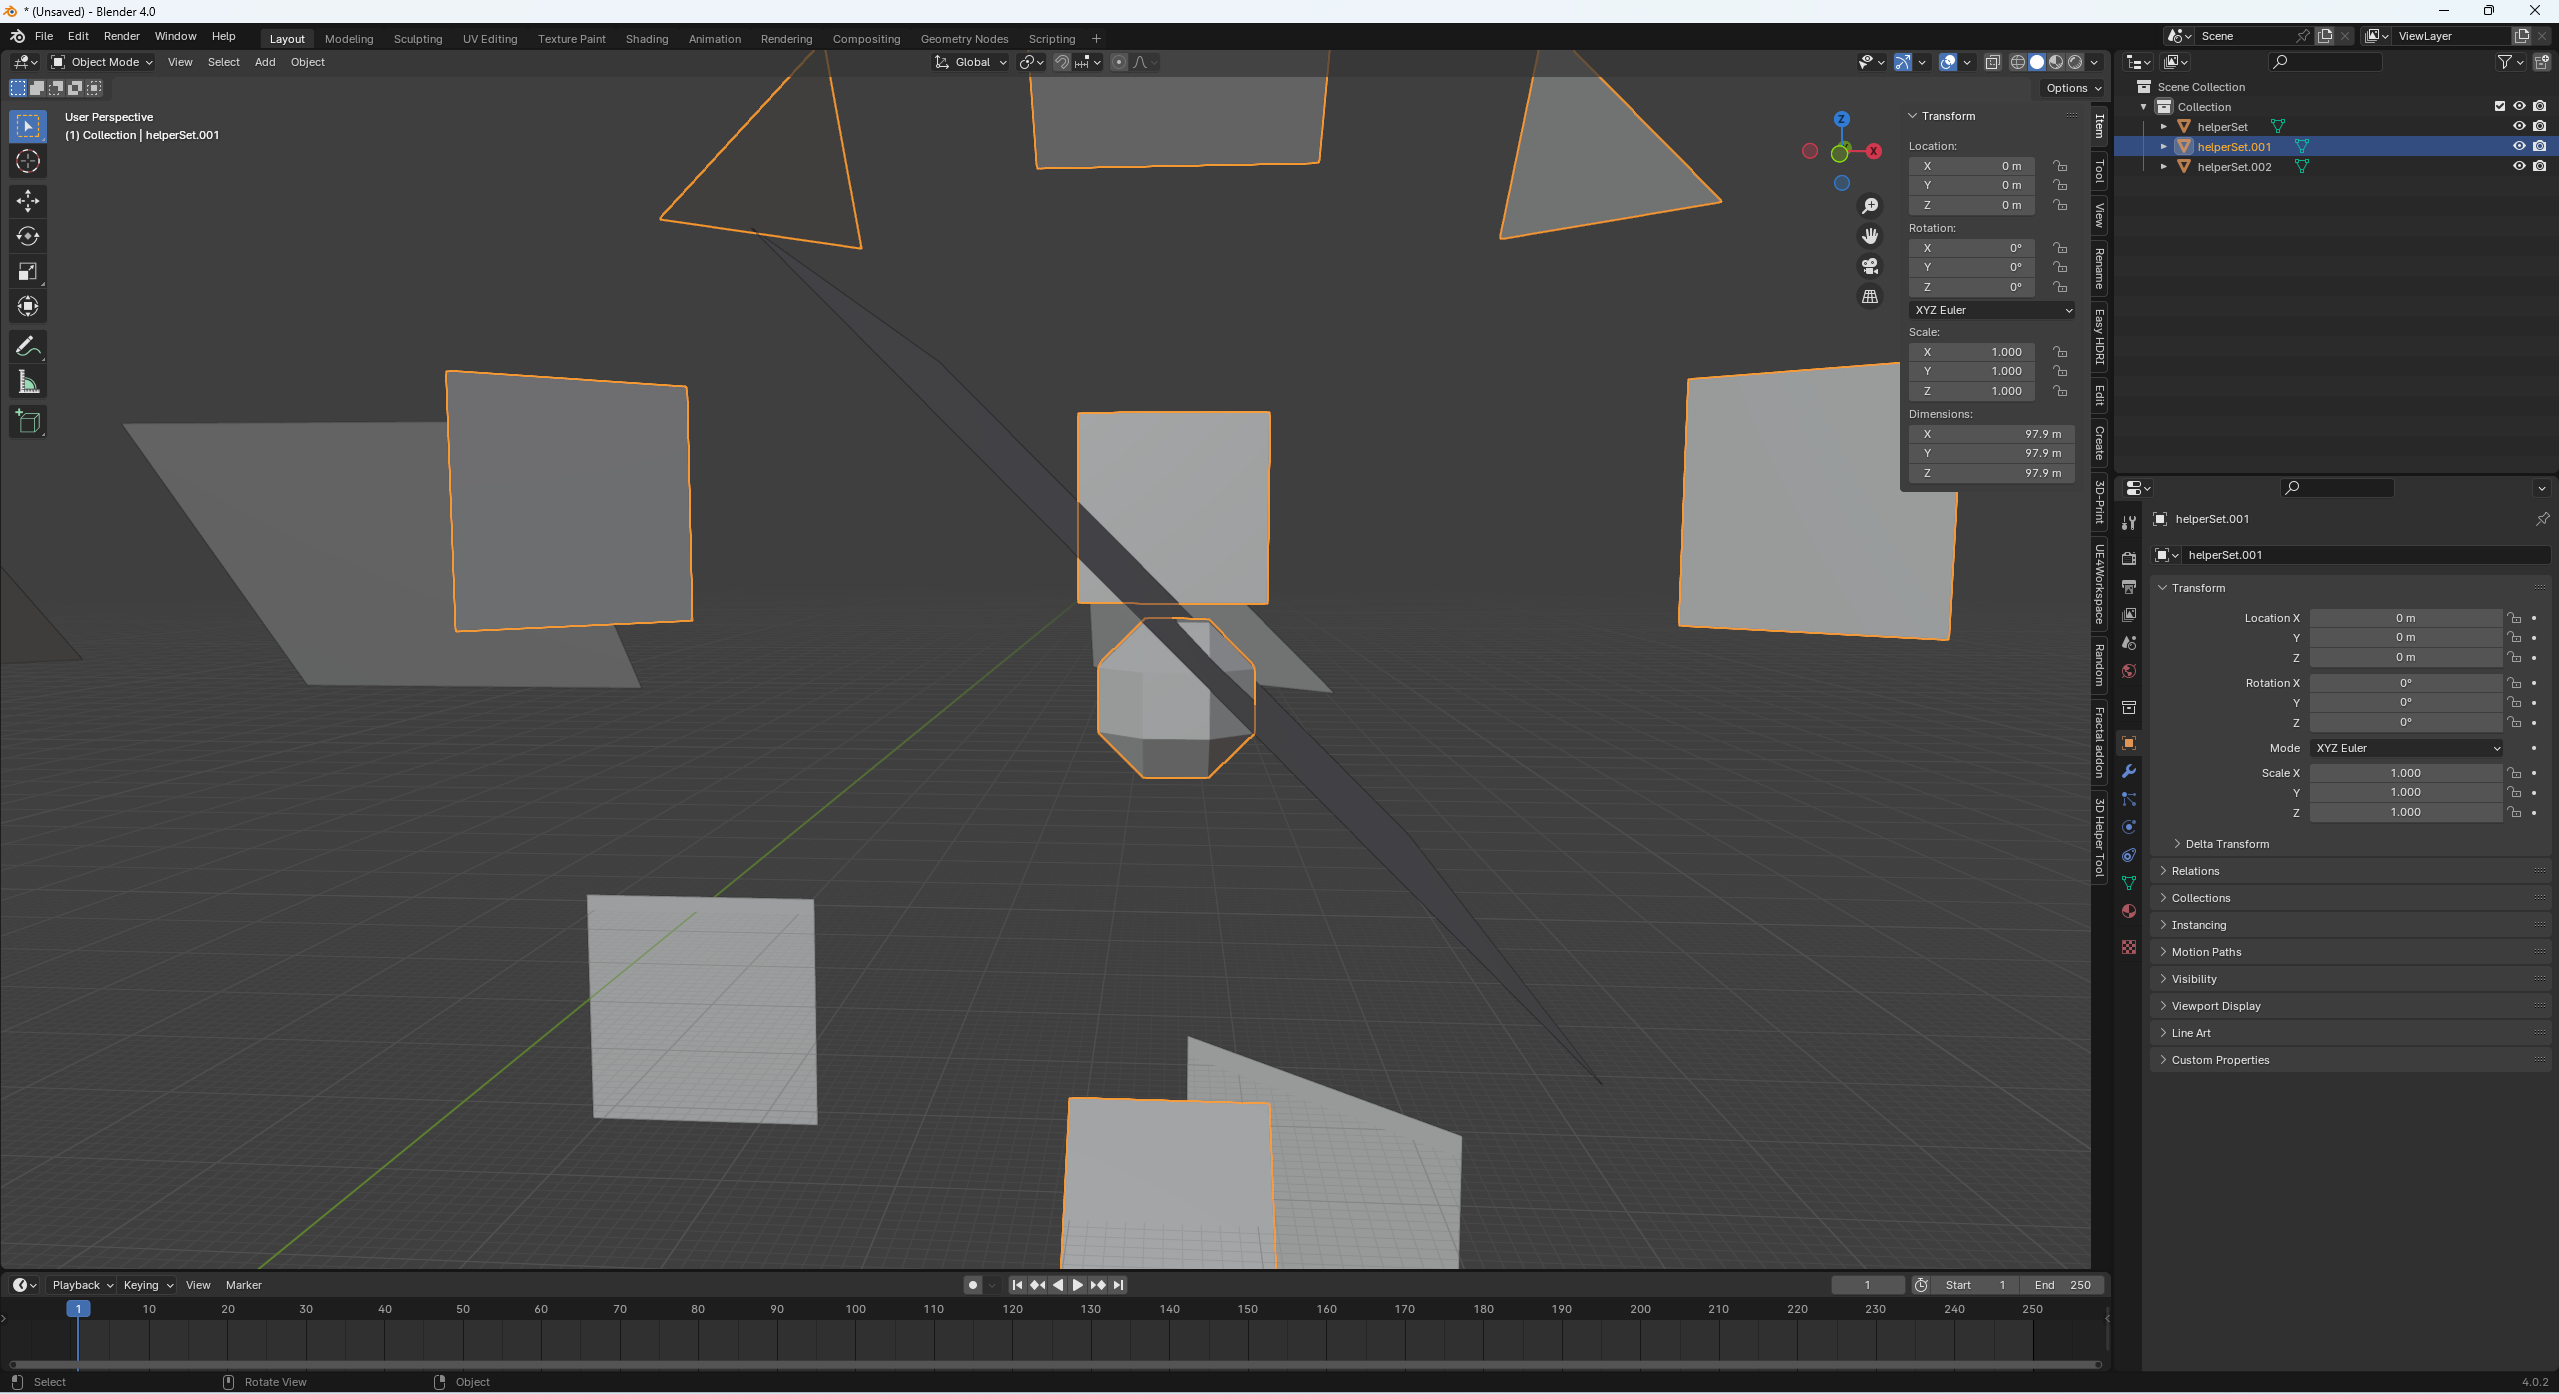 * (Unsaved) - Blender 4.0
File Edit Render Window Help
Layout Modeling Sculpting UV Editing Texture Paint Shading Animation Rendering Compositing Geometry Nodes Scripting +
Scene
ViewLayer
Object Mode View Select Add Object
Global
Options
User Perspective
(1) Collection | helperSet.001
Z
X
Transform
Location:
X 0 m
Y 0 m
Z 0 m
Rotation:
X 0°
Y 0°
Z 0°
XYZ Euler
Scale:
X 1.000
Y 1.000
Z 1.000
Dimensions:
X 97.9 m
Y 97.9 m
Z 97.9 m
Item
Tool
View
Rename
Easy HDRI
Edit
Create
3D-Print
UE4Workspace
Random
Fractal addon
3D Helper Tool
Scene Collection
Collection
helperSet
helperSet.001
helperSet.002
helperSet.001
helperSet.001
Transform
Location X 0 m
Y 0 m
Z 0 m
Rotation X 0°
Y 0°
Z 0°
Mode XYZ Euler
Scale X 1.000
Y 1.000
Z 1.000
Delta Transform
Relations
Collections
Instancing
Motion Paths
Visibility
Viewport Display
Line Art
Custom Properties
Playback Keying View Marker
1 Start 1 End 250
1 10 20 30 40 50 60 70 80 90 100 110 120 130 140 150 160 170 180 190 200 210 220 230 240 250
Select Rotate View Object
4.0.2